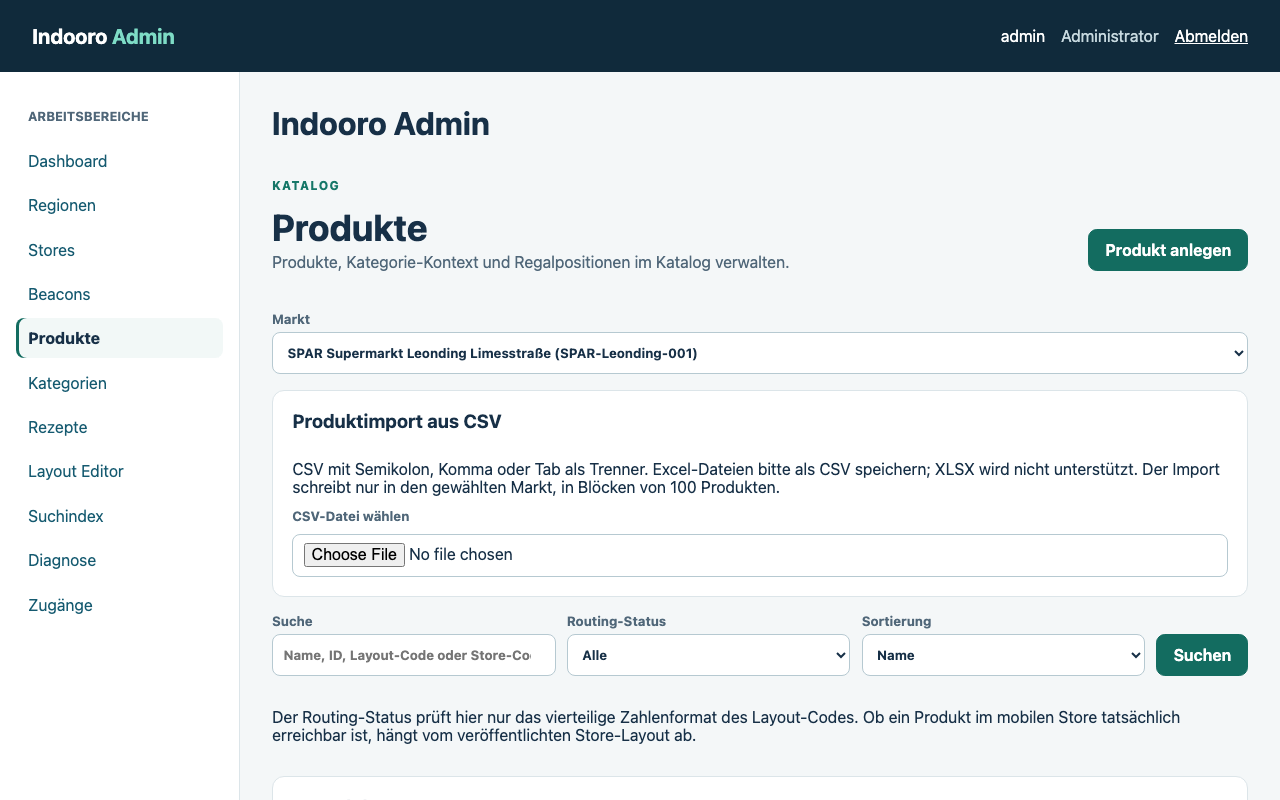 Indooro Admin
admin Administrator Abmelden
ARBEITSBEREICHE
Dashboard
Regionen
Stores
Beacons
Produkte
Kategorien
Rezepte
Layout Editor
Suchindex
Diagnose
Zugänge
Indooro Admin
KATALOG
Produkte
Produkte, Kategorie-Kontext und Regalpositionen im Katalog verwalten.
Produkt anlegen
Markt
SPAR Supermarkt Leonding Limesstraße (SPAR-Leonding-001)
Produktimport aus CSV
CSV mit Semikolon, Komma oder Tab als Trenner. Excel-Dateien bitte als CSV speichern; XLSX wird nicht unterstützt. Der Import
schreibt nur in den gewählten Markt, in Blöcken von 100 Produkten.
CSV-Datei wählen
Choose File No file chosen
Suche
Name, ID, Layout-Code oder Store-Co
Routing-Status
Alle
Sortierung
Name
Suchen
Der Routing-Status prüft hier nur das vierteilige Zahlenformat des Layout-Codes. Ob ein Produkt im mobilen Store tatsächlich
erreichbar ist, hängt vom veröffentlichten Store-Layout ab.